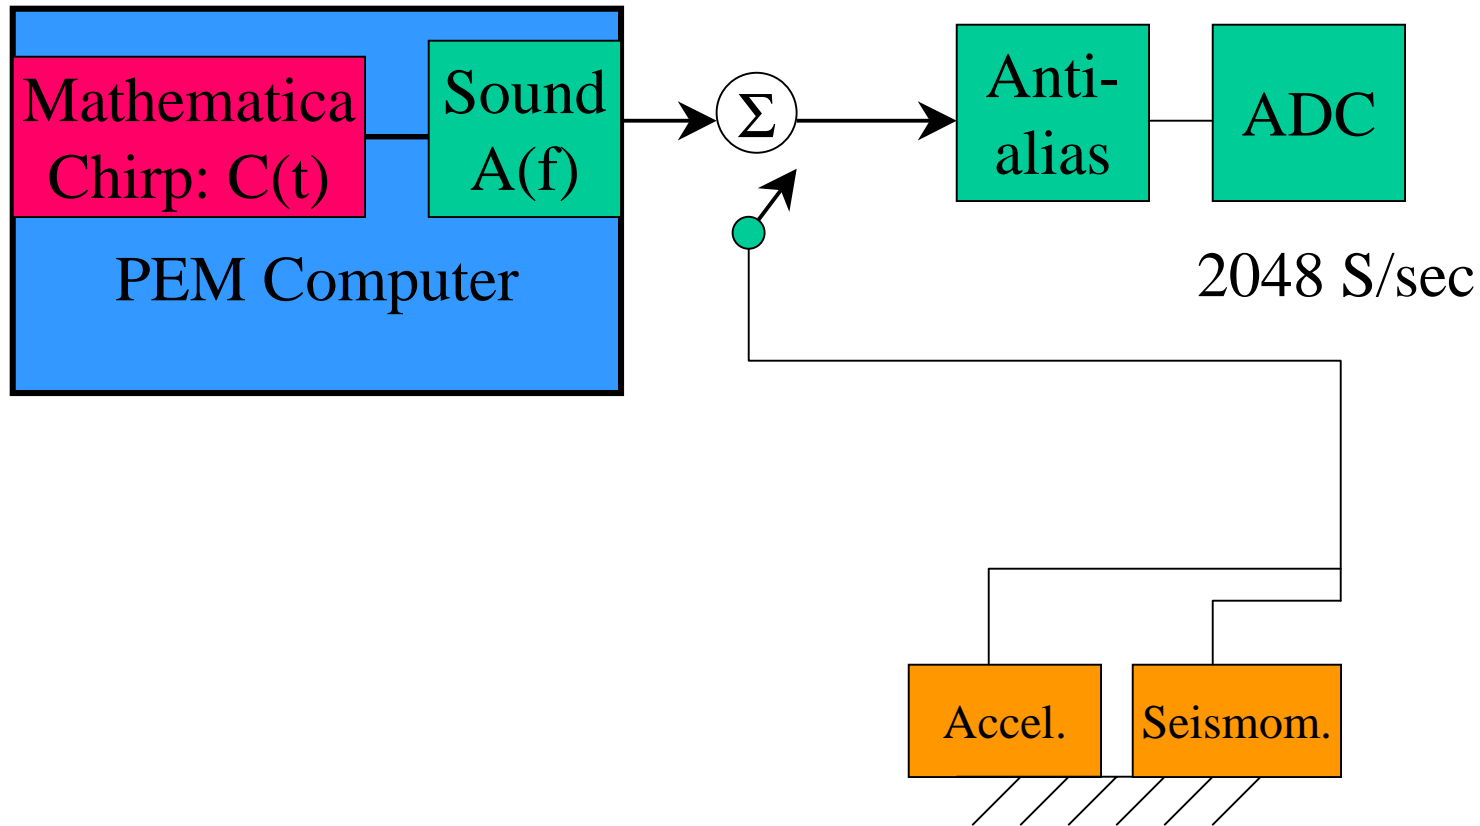 Mathematica
Chirp: C(t)
Sound
A(f)
PEM Computer
Σ
Anti-
alias
ADC
2048 S/sec
Accel.
Seismom.